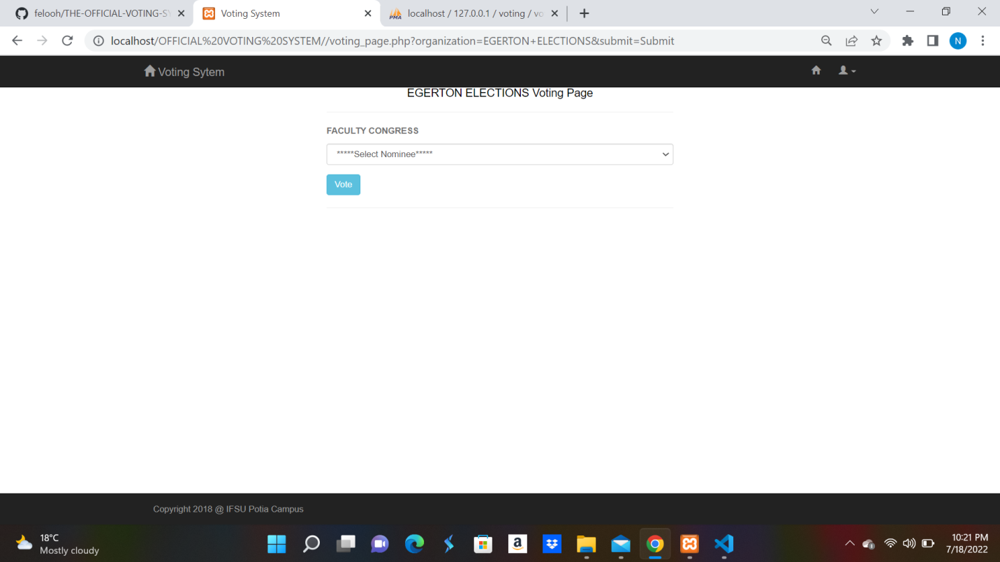 felooh/THE-OFFICIAL-VOTING-SY
Voting System
localhost / 127.0.0.1 / voting / vo
localhost/OFFICIAL%20VOTING%20SYSTEM//voting_page.php?organization=EGERTON+ELECTIONS&submit=Submit
N
Voting Sytem
EGERTON ELECTIONS Voting Page
FACULTY CONGRESS
*****Select Nominee*****
Vote
Copyright 2018 @ IFSU Potia Campus
18°C
Mostly cloudy
10:21 PM
7/18/2022